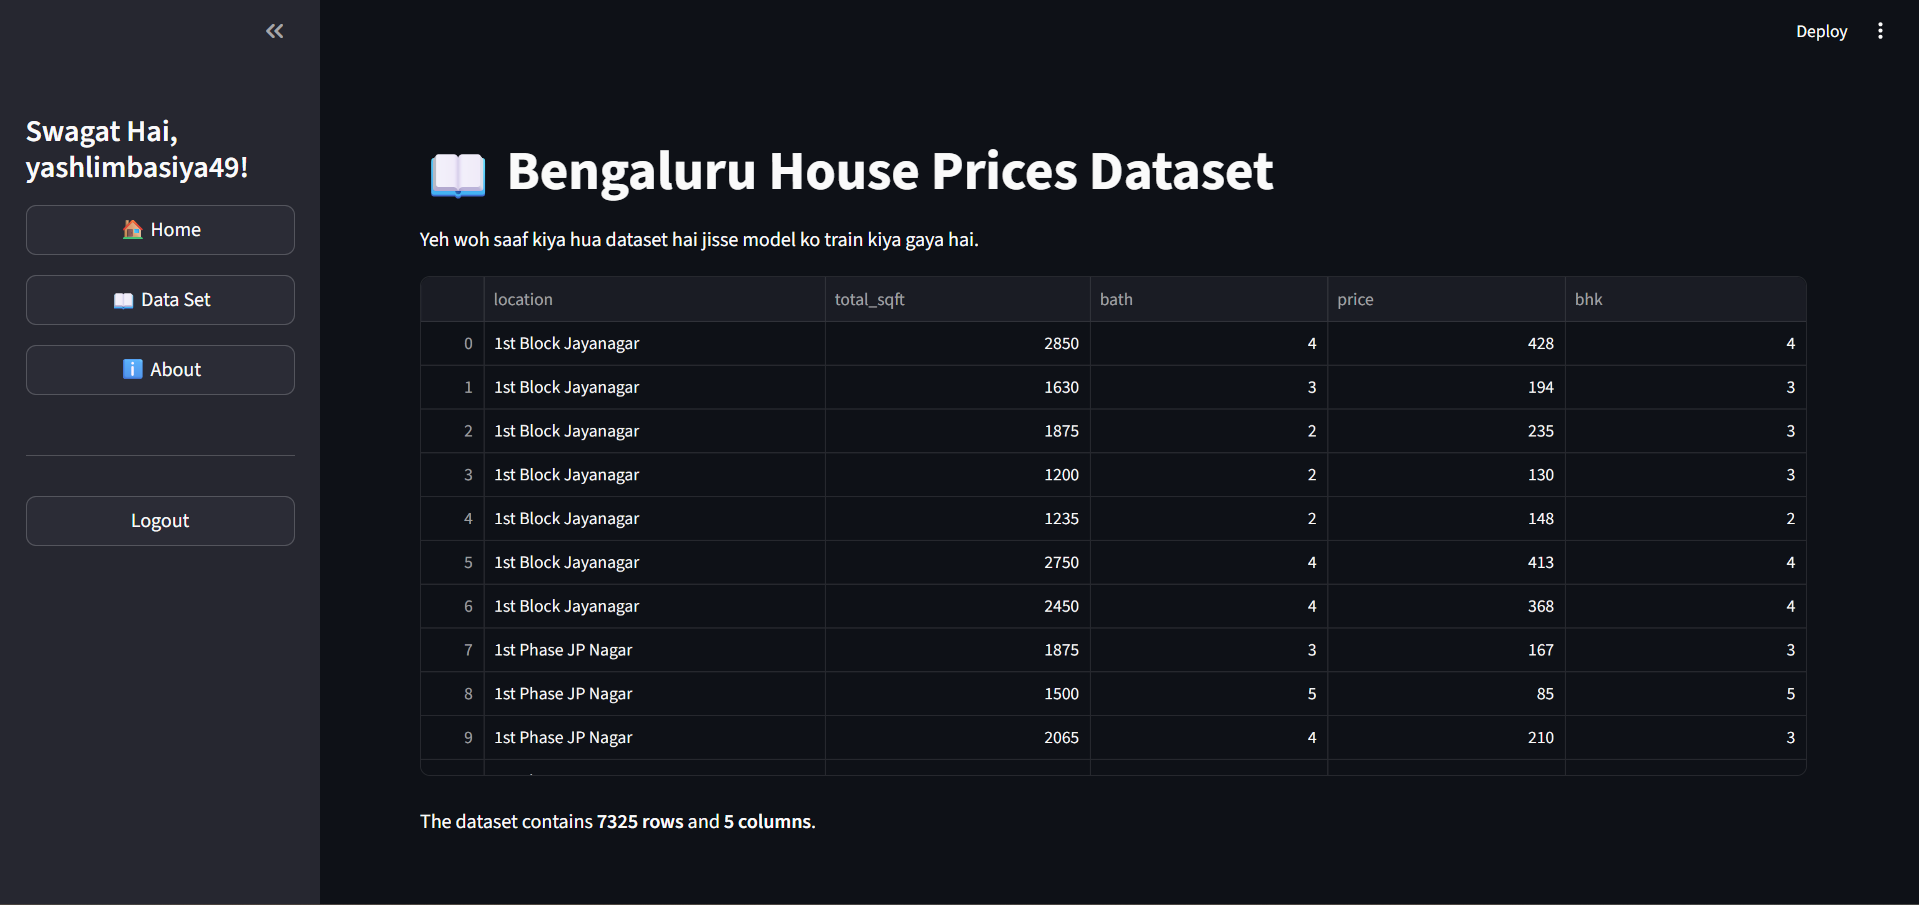 Deploy
Swagat Hai,
yashlimbasiya49!
Home
Data Set
About
Logout
Bengaluru House Prices Dataset
Yeh woh saaf kiya hua dataset hai jisse model ko train kiya gaya hai.
location total_sqft bath price bhk
0 1st Block Jayanagar 2850 4 428 4
1 1st Block Jayanagar 1630 3 194 3
2 1st Block Jayanagar 1875 2 235 3
3 1st Block Jayanagar 1200 2 130 3
4 1st Block Jayanagar 1235 2 148 2
5 1st Block Jayanagar 2750 4 413 4
6 1st Block Jayanagar 2450 4 368 4
7 1st Phase JP Nagar 1875 3 167 3
8 1st Phase JP Nagar 1500 5 85 5
9 1st Phase JP Nagar 2065 4 210 3
The dataset contains 7325 rows and 5 columns.